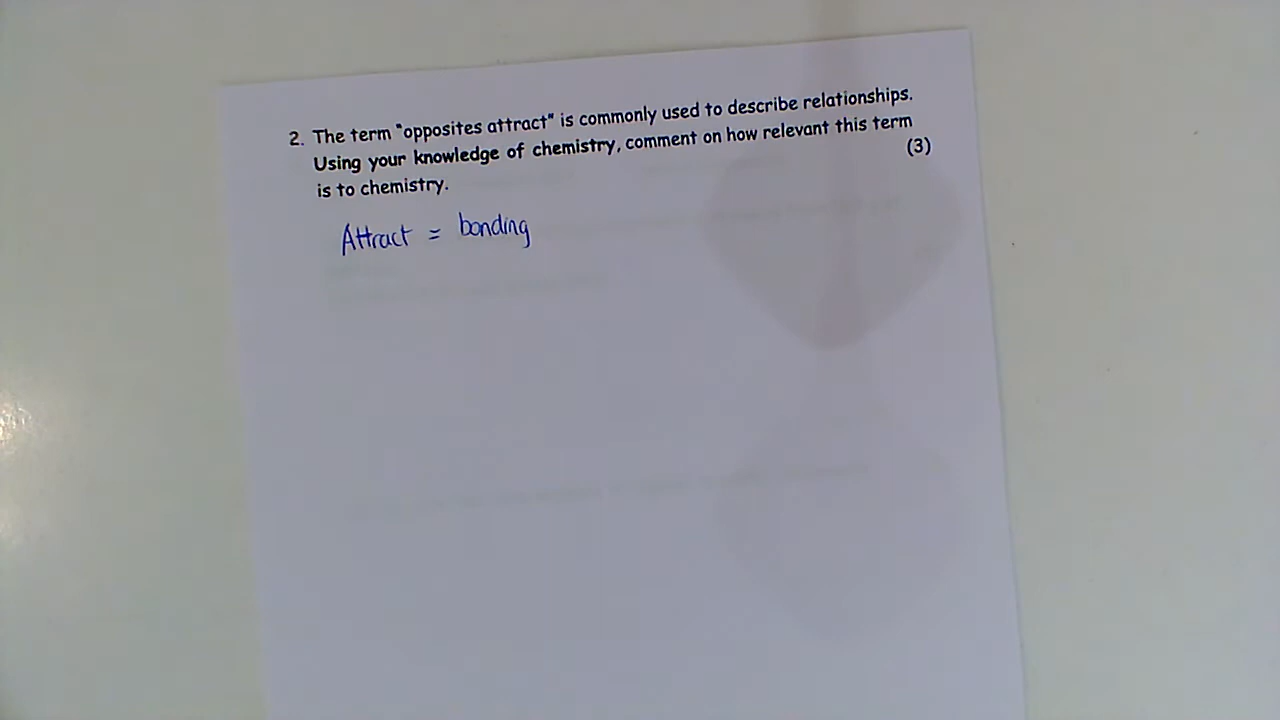 2. The term "opposites attract" is commonly used to describe relationships.
Using your knowledge of chemistry, comment on how relevant this term
is to chemistry. (3)
Attract = bonding